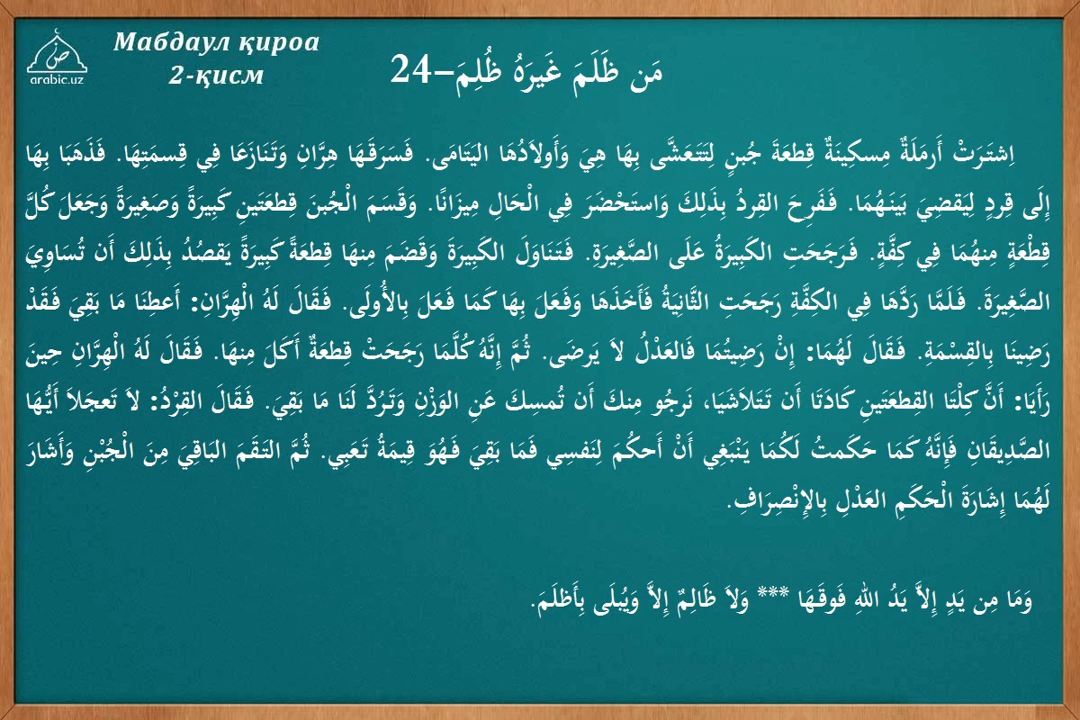 Мабдаул қироа
2-қисм
arabic.uz
24–مَن ظَلَمَ غَيرَهُ ظُلِمَ
اِشتَرَتْ أَرمَلَةٌ مِسكِينَةٌ قِطعَةَ جُبنٍ لِتَتَعَشَّى بِهَا هِيَ وَأَولاَدُهَا اليَتَامَى. فَسَرَقَهَا هِرَّانِ وَتَنَازَعَا فِي قِسمَتِهَا. فَذَهَبَا بِهَا
إِلَى قِردٍ لِيَقضيَ بَينَهُمَا. فَفَرِحَ القِردُ بِذَلِكَ وَاستَحْضَرَ فِي الْحَالِ مِيزَانًا. وَقَسَمَ الْجُبنَ قِطعَتَينِ كَبِيرَةً وَصَغِيرَةً وَجَعَلَ كُلَّ
قِطْعَةٍ مِنهُمَا فِي كِفَّةٍ. فَرَجَحَتِ الكَبِيرَةُ عَلَى الصَّغِيرَةِ. فَتَنَاوَلَ الكَبِيرَةَ وَقَضَمَ مِنهَا قِطعَةً كَبِيرَةً يَقصُدُ بِذَلِكَ أَن تُسَاوِيَ
الصَّغِيرَةَ. فَلَمَّا رَدَّهَا فِي الكِفَّةِ رَجَحتِ الثَّانِيَةُ فَأَخَذَهَا وَفَعَلَ بِهَا كَمَا فَعَلَ بِالأُولَى. فَقَالَ لَهُ الْهِرَّانِ: أَعطِنَا مَا بَقِيَ فَقَدْ
رَضِينَا بِالقِسْمَةِ. فَقَالَ لَهُمَا: إِنْ رَضِيتُمَا فَالعَدْلُ لاَ يَرضَى. ثُمَّ إِنَّهُ كُلَّمَا رَجَحَتْ قِطعَةٌ أَكَلَ مِنهَا. فَقَالَ لَهُ الْهِرَّانِ حِينَ
رَأَيَا: أَنَّ كِلْتَا القِطعَتَينِ كَادَتَا أَن تَتَلاَشَيَا، نَرجُو مِنكَ أَن تُمسِكَ عَنِ الوَزْنِ وَتَرُدَّ لَنَا مَا بَقِيَ. فَقَالَ القِرْدُ: لاَ تَعجَلاَ أَيُّهَا
الصَّدِيقَانِ فَإِنَّهُ كَمَا حَكَمتُ لَكُمَا يَنْبَغِي أَنْ أَحكُمَ لِنَفسِي فَمَا بَقِيَ فَهُوَ قِيمَةُ تَعَبِي. ثُمَّ التَقَمَ البَاقِيَ مِنَ الْجُبْنِ وَأَشَارَ
لَهُمَا إِشَارَةَ الْحَكَمِ العَدْلِ بِالإِنْصِرَافِ.
وَمَا مِن يَدٍ إِلاَّ يَدُ اللهِ فَوقَهَا *** وَلاَ ظَالِمٌ إِلاَّ وَيُبلَى بِأَظلَمَ.